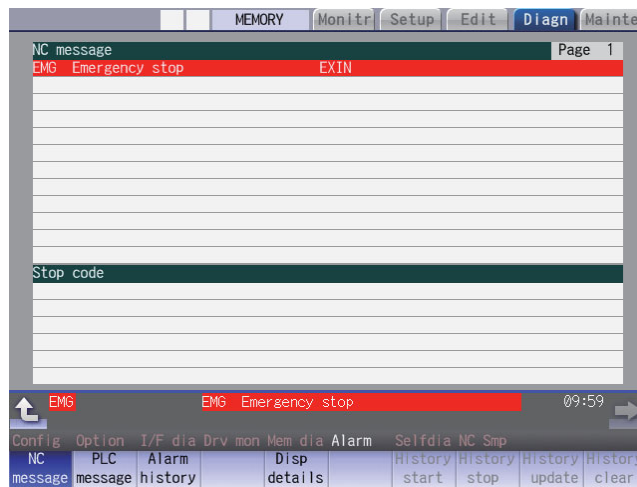 MEMORY Monitr Setup Edit Diagn Mainte
NC message Page 1
EMG Emergency stop EXIN
Stop code
EMG EMG Emergency stop 09:59
Config Option I/F dia Drv mon Mem dia Alarm Selfdia NC Smp
NC PLC Alarm Disp History History History History
message message history details start stop update clear